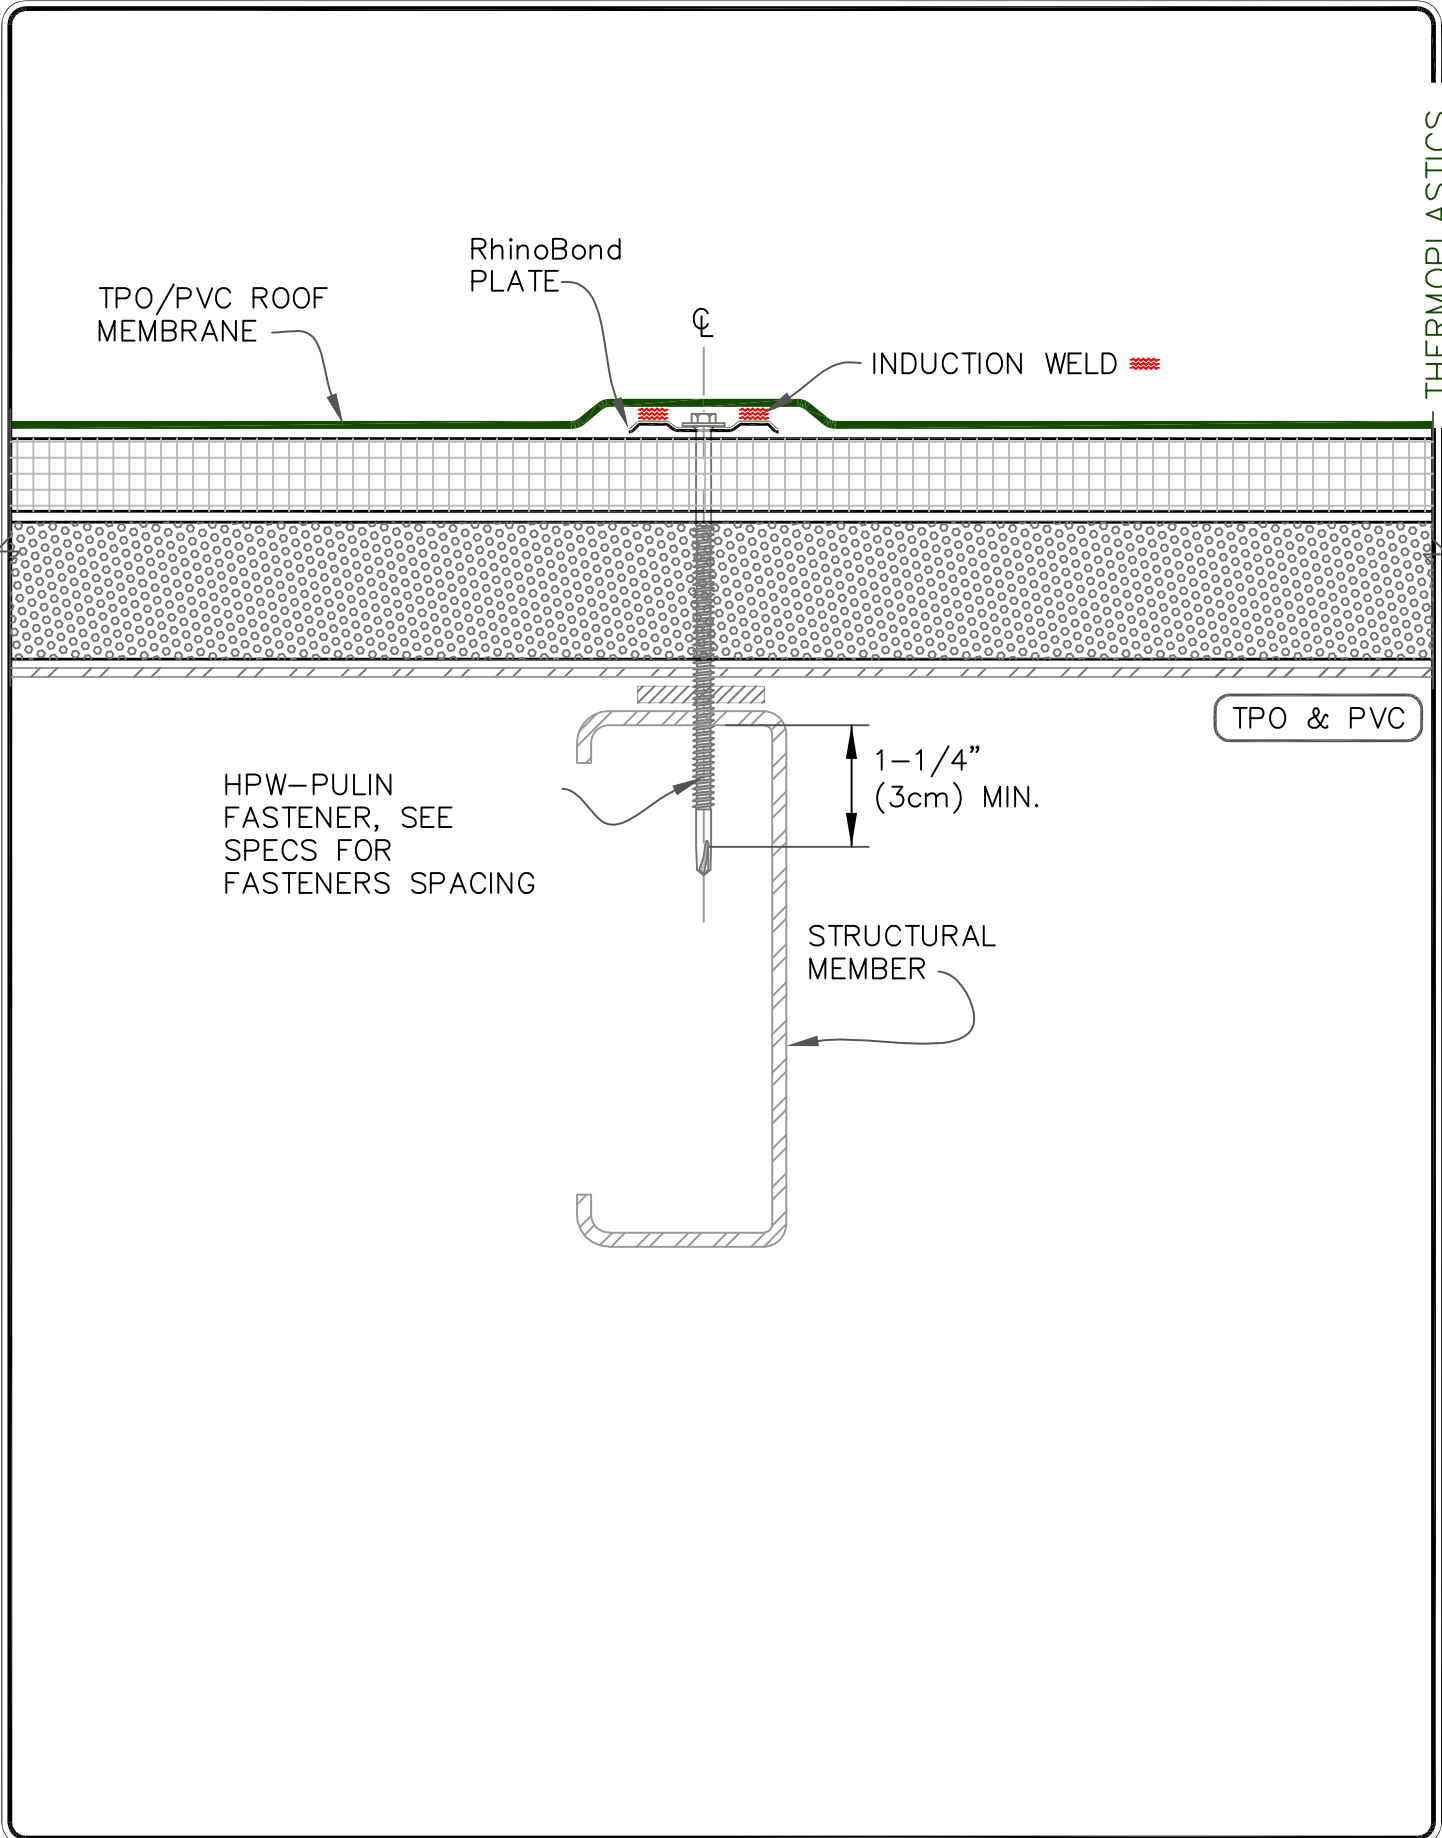 THERMOPLASTICS
RhinoBond
PLATE
TPO/PVC ROOF
MEMBRANE
℄
INDUCTION WELD
TPO & PVC
1-1/4"
(3cm) MIN.
HPW-PULIN
FASTENER, SEE
SPECS FOR
FASTENERS SPACING
STRUCTURAL
MEMBER